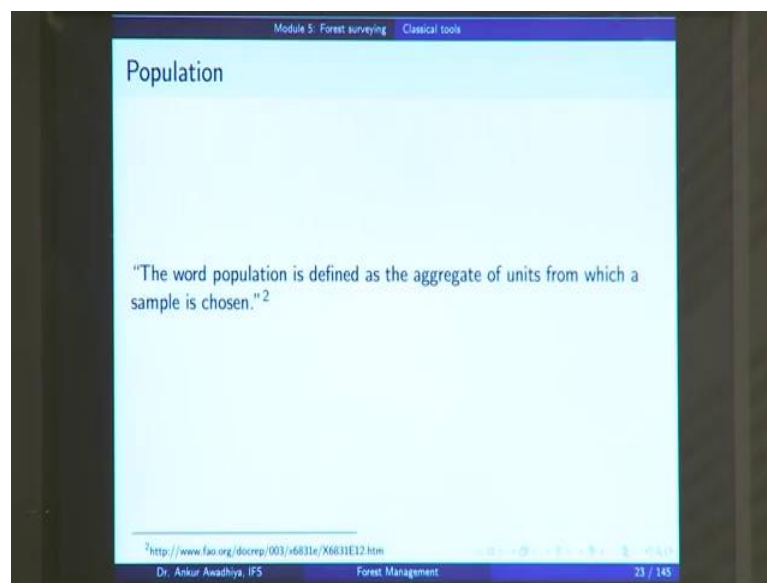 Module 5: Forest surveying Classical tools
Population
"The word population is defined as the aggregate of units from which a
sample is chosen."2
2http://www.fao.org/docrep/003/x6831e/X6831E12.htm
Dr. Ankur Awadhiya, IFS Forest Management 23 / 145